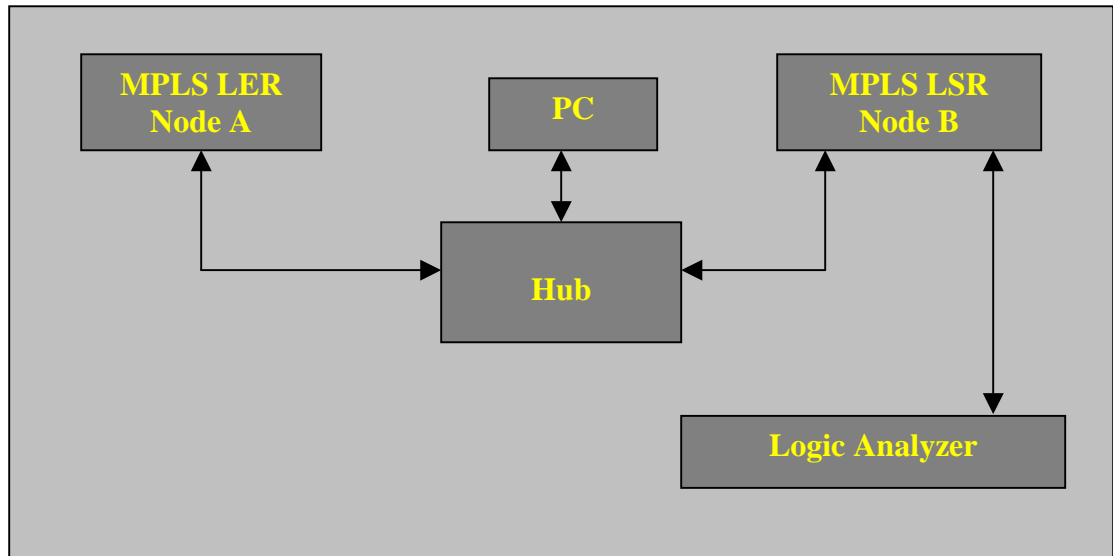 MPLS LER
Node A
PC
MPLS LSR
Node B
Hub
Logic Analyzer